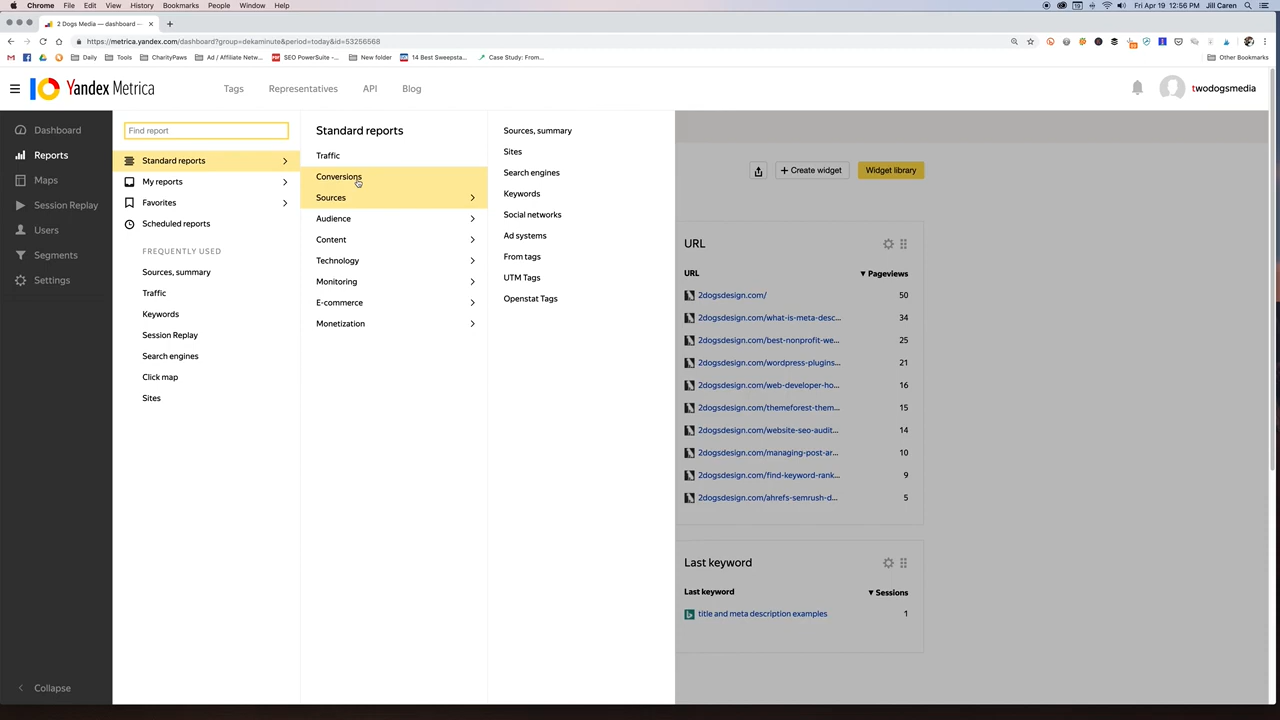 Chrome File Edit View History Bookmarks People Window Help
Fri Apr 19 12:56 PM Jill Caren
2 Dogs Media — dashboard —
https://metrica.yandex.com/dashboard?group=dekaminute&period=today&id=53256568
Daily Tools CharityPaws Ad / Affiliate Netw... SEO PowerSuite –... New folder 14 Best Sweepsta... Case Study: From... Other Bookmarks
Yandex Metrica Tags Representatives API Blog twodogsmedia
Dashboard
Reports
Maps
Session Replay
Users
Segments
Settings
Collapse
Find report
Standard reports
My reports
Favorites
Scheduled reports
FREQUENTLY USED
Sources, summary
Traffic
Keywords
Session Replay
Search engines
Click map
Sites
Standard reports
Traffic
Conversions
Sources
Audience
Content
Technology
Monitoring
E-commerce
Monetization
Sources, summary
Sites
Search engines
Keywords
Social networks
Ad systems
From tags
UTM Tags
Openstat Tags
+ Create widget Widget library
URL
URL ▼ Pageviews
2dogsdesign.com/ 50
2dogsdesign.com/what-is-meta-desc... 34
2dogsdesign.com/best-nonprofit-we... 25
2dogsdesign.com/wordpress-plugins... 21
2dogsdesign.com/web-developer-ho... 16
2dogsdesign.com/themeforest-them... 15
2dogsdesign.com/website-seo-audit... 14
2dogsdesign.com/managing-post-ar... 10
2dogsdesign.com/find-keyword-rank... 9
2dogsdesign.com/ahrefs-semrush-d... 5
Last keyword
Last keyword ▼ Sessions
title and meta description examples 1